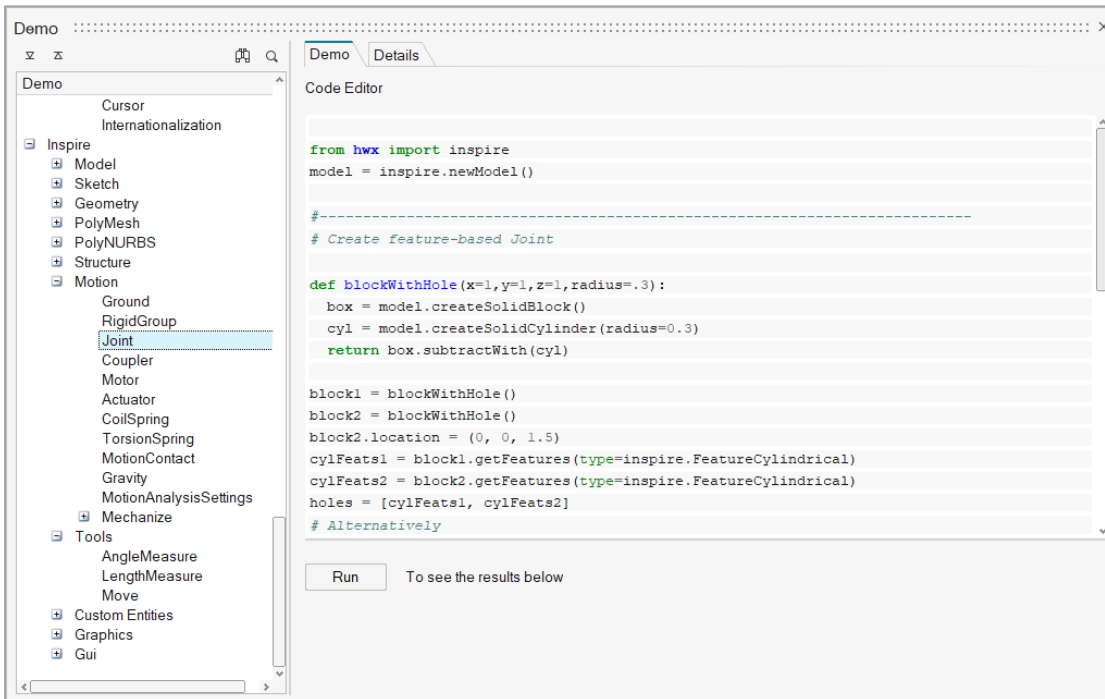 Demo
Demo
Cursor
Internationalization
Inspire
Model
Sketch
Geometry
PolyMesh
PolyNURBS
Structure
Motion
Ground
RigidGroup
Joint
Coupler
Motor
Actuator
CoilSpring
TorsionSpring
MotionContact
Gravity
MotionAnalysisSettings
Mechanize
Tools
AngleMeasure
LengthMeasure
Move
Custom Entities
Graphics
Gui
Demo Details
Code Editor
from hwx import inspire
model = inspire.newModel()
#---------------------------------------------------------------------------
# Create feature-based Joint
def blockWithHole(x=1,y=1,z=1,radius=.3):
  box = model.createSolidBlock()
  cyl = model.createSolidCylinder(radius=0.3)
  return box.subtractWith(cyl)
block1 = blockWithHole()
block2 = blockWithHole()
block2.location = (0, 0, 1.5)
cylFeats1 = block1.getFeatures(type=inspire.FeatureCylindrical)
cylFeats2 = block2.getFeatures(type=inspire.FeatureCylindrical)
holes = [cylFeats1, cylFeats2]
# Alternatively
Run To see the results below